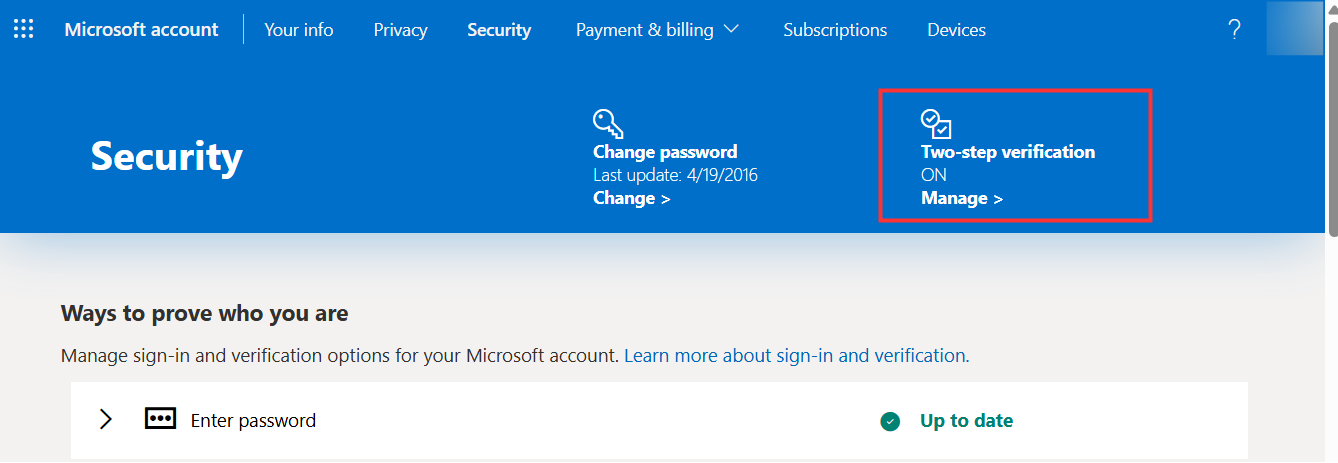 Microsoft account Your info Privacy Security Payment & billing Subscriptions Devices ?
Security
Change password
Last update: 4/19/2016
Change >
Two-step verification
ON
Manage >
Ways to prove who you are
Manage sign-in and verification options for your Microsoft account. Learn more about sign-in and verification.
Enter password Up to date